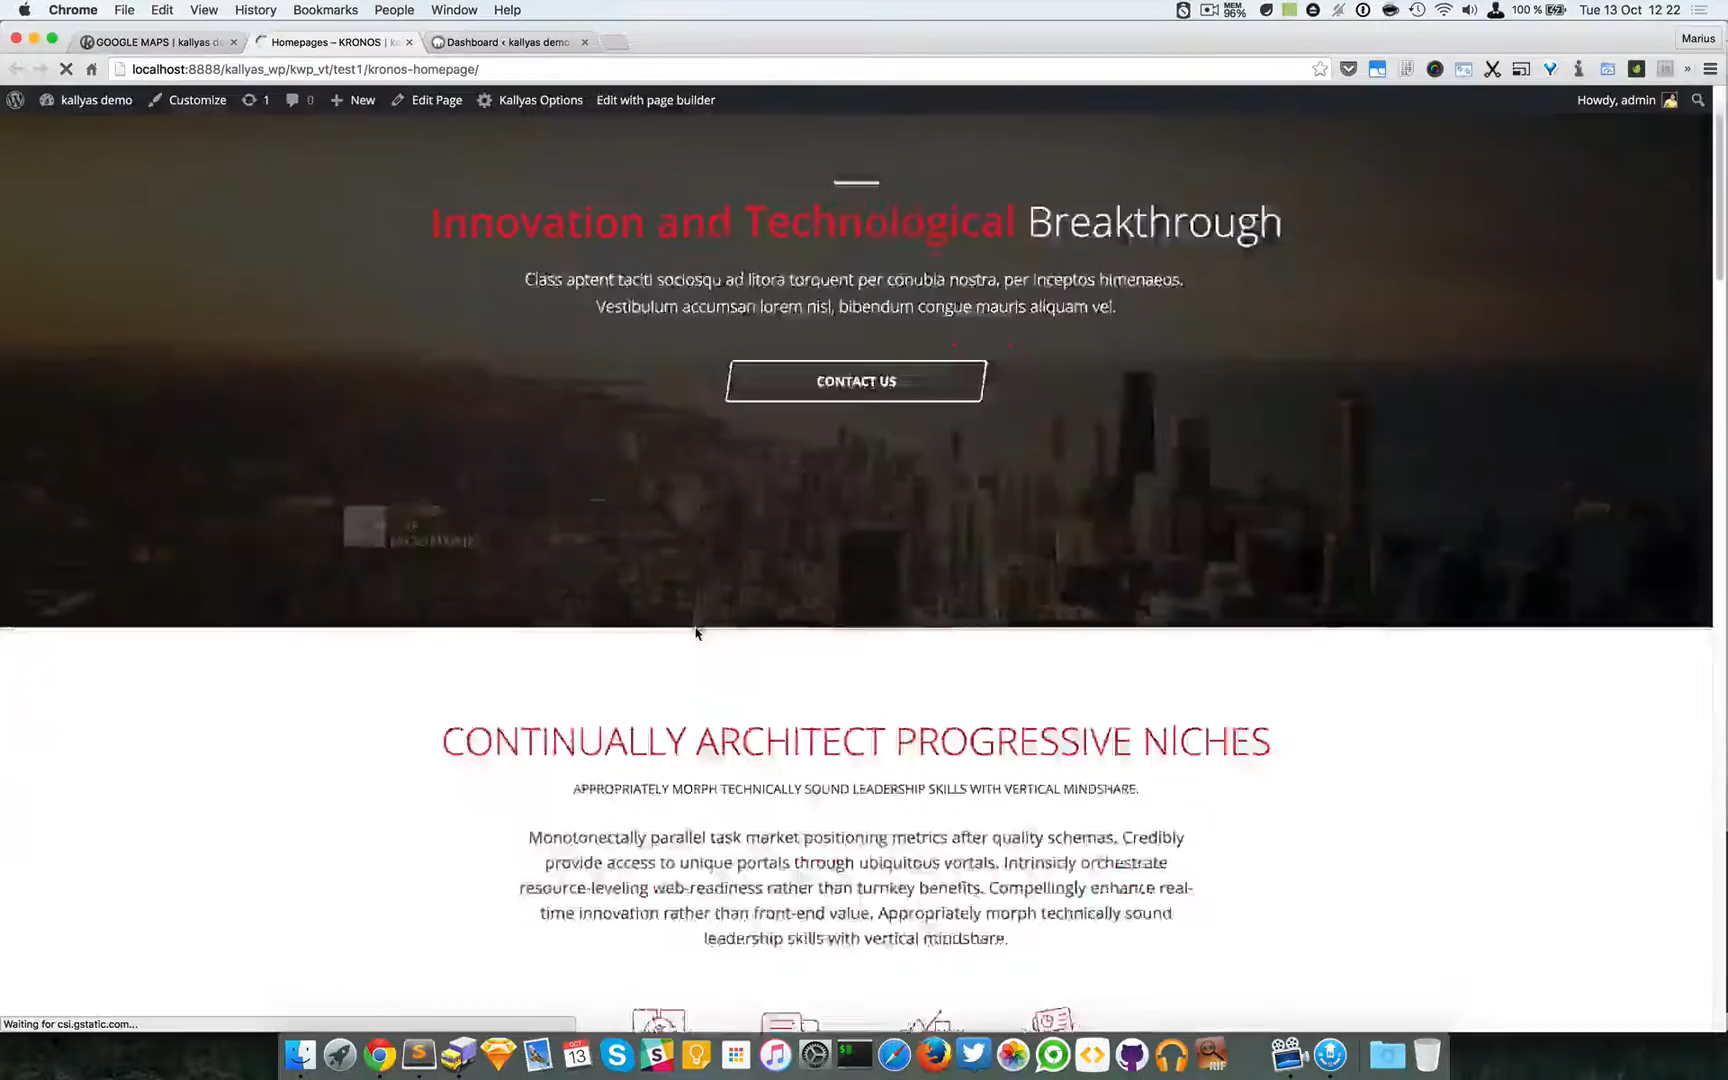 Chrome File Edit View History Bookmarks People Window Help
MEM 96% 100 % Tue 13 Oct 12:22
GOOGLE MAPS | kallyas de Homepages – KRONOS | ka Dashboard ‹ kallyas demo Marius
localhost:8888/kallyas_wp/kwp_vt/test1/kronos-homepage/
kallyas demo Customize 1 0 New Edit Page Kallyas Options Edit with page builder Howdy, admin
Innovation and Technological Breakthrough
Class aptent taciti sociosqu ad litora torquent per conubia nostra, per inceptos himenaeos.
Vestibulum accumsan lorem nisl, bibendum congue mauris aliquam vel.
CONTACT US
CONTINUALLY ARCHITECT PROGRESSIVE NICHES
APPROPRIATELY MORPH TECHNICALLY SOUND LEADERSHIP SKILLS WITH VERTICAL MINDSHARE.
Monotonectally parallel task market positioning metrics after quality schemas. Credibly
provide access to unique portals through ubiquitous vortals. Intrinsicly orchestrate
resource-leveling web-readiness rather than turnkey benefits. Compellingly enhance real-
time innovation rather than front-end value. Appropriately morph technically sound
leadership skills with vertical mindshare.
Waiting for csi.gstatic.com...
OCT
13
RIF